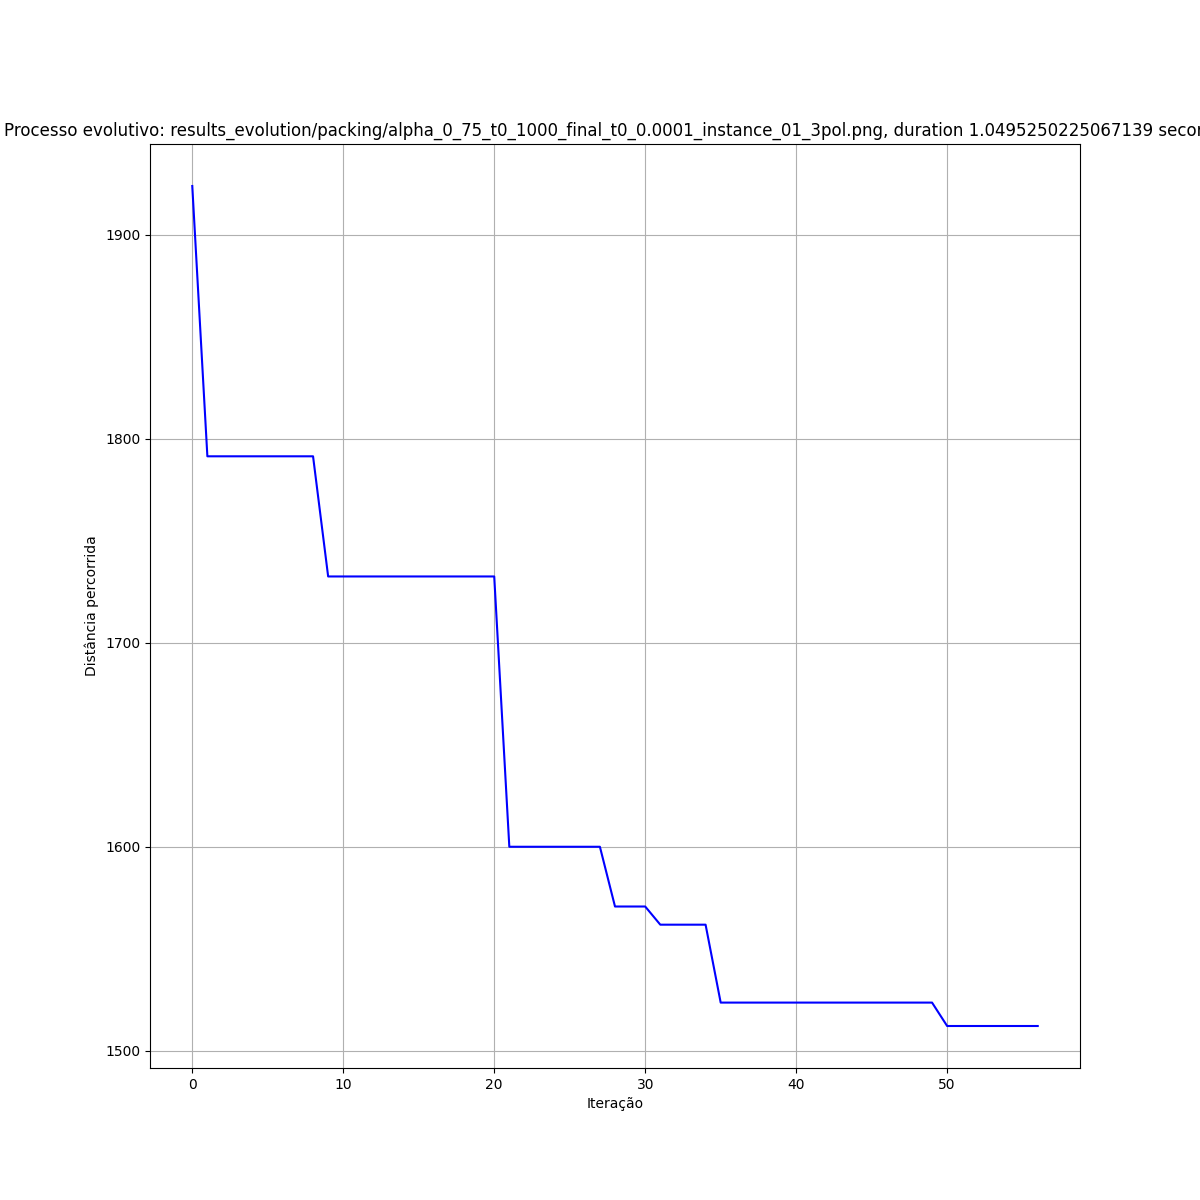 Processo evolutivo: results_evolution/packing/alpha_0_75_t0_1000_final_t0_0.0001_instance_01_3pol.png, duration 1.0495250225067139 secor
1900
1800
1700
1600
1500
Distância percorrida
0 10 20 30 40 50
Iteração